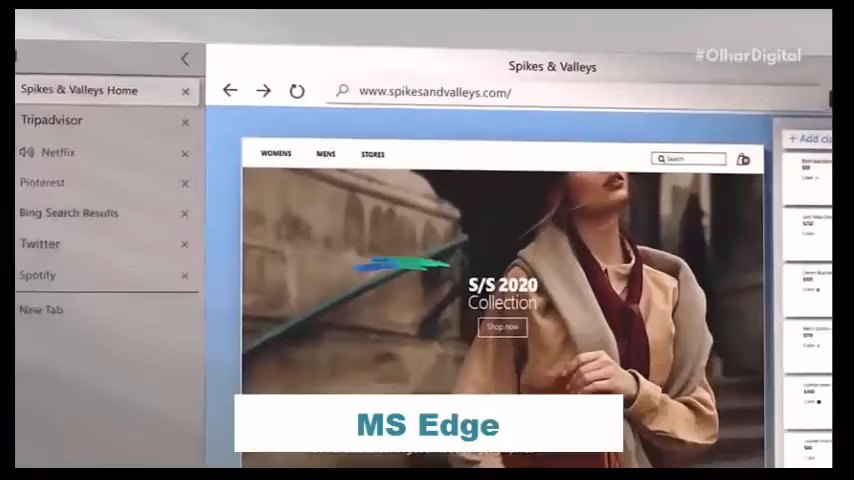 #OlharDigital
Spikes & Valleys
www.spikesandvalleys.com/
Spikes & Valleys Home
Tripadvisor
Netflix
Pinterest
Bing Search Results
Twitter
Spotify
New Tab
WOMENS
MENS
STORES
Search
+ Add
S/S 2020
Collection
Shop now
MS Edge